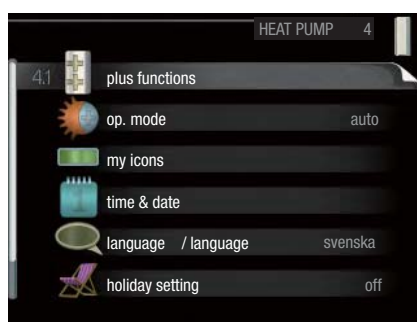 HEAT PUMP 4
4.1 plus functions
op. mode auto
my icons
time & date
language / language svenska
holiday setting off